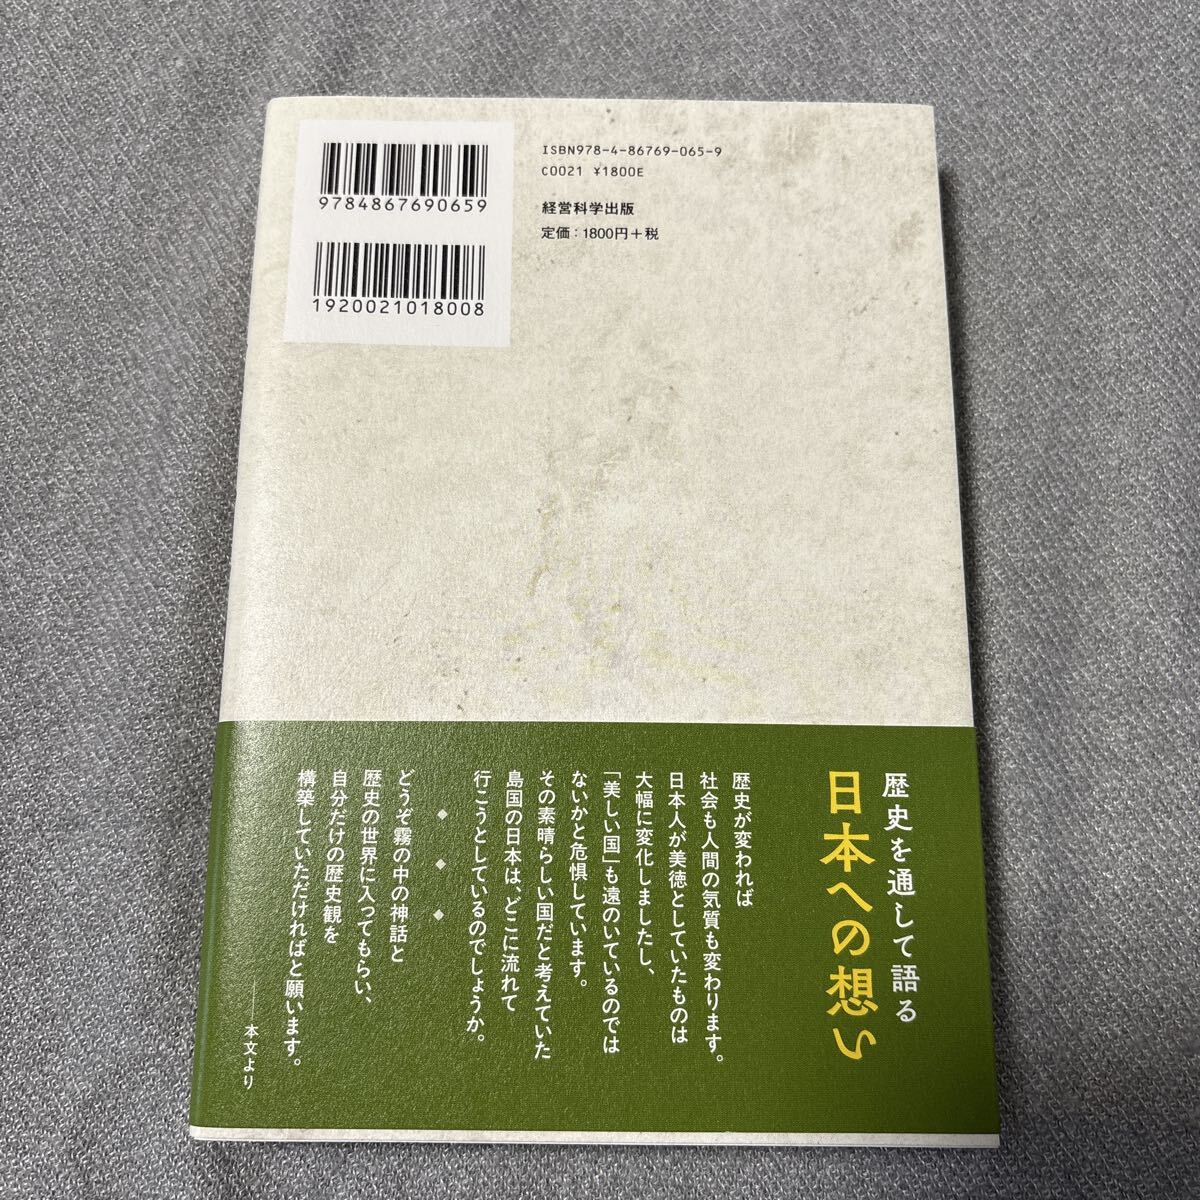 9784867690659
1920021018008
ISBN978-4-86769-065-9
C0021 ¥1800E
経営科学出版
定価:1800円+税
歴史を通して語る
日本への想い
歴史が変われば
社会も人間の気質も変わります。
日本人が美徳としていたものは
大幅に変化しましたし、
「美しい国」も遠のいているのでは
ないかと危惧しています。
その素晴らしい国だと考えていた
島国の日本は、どこに流れて
行こうとしているのでしょうか。
◆ ◆ ◆
どうぞ霧の中の神話と
歴史の世界に入ってもらい、
自分だけの歴史観を
構築していただければと願います。
――本文より